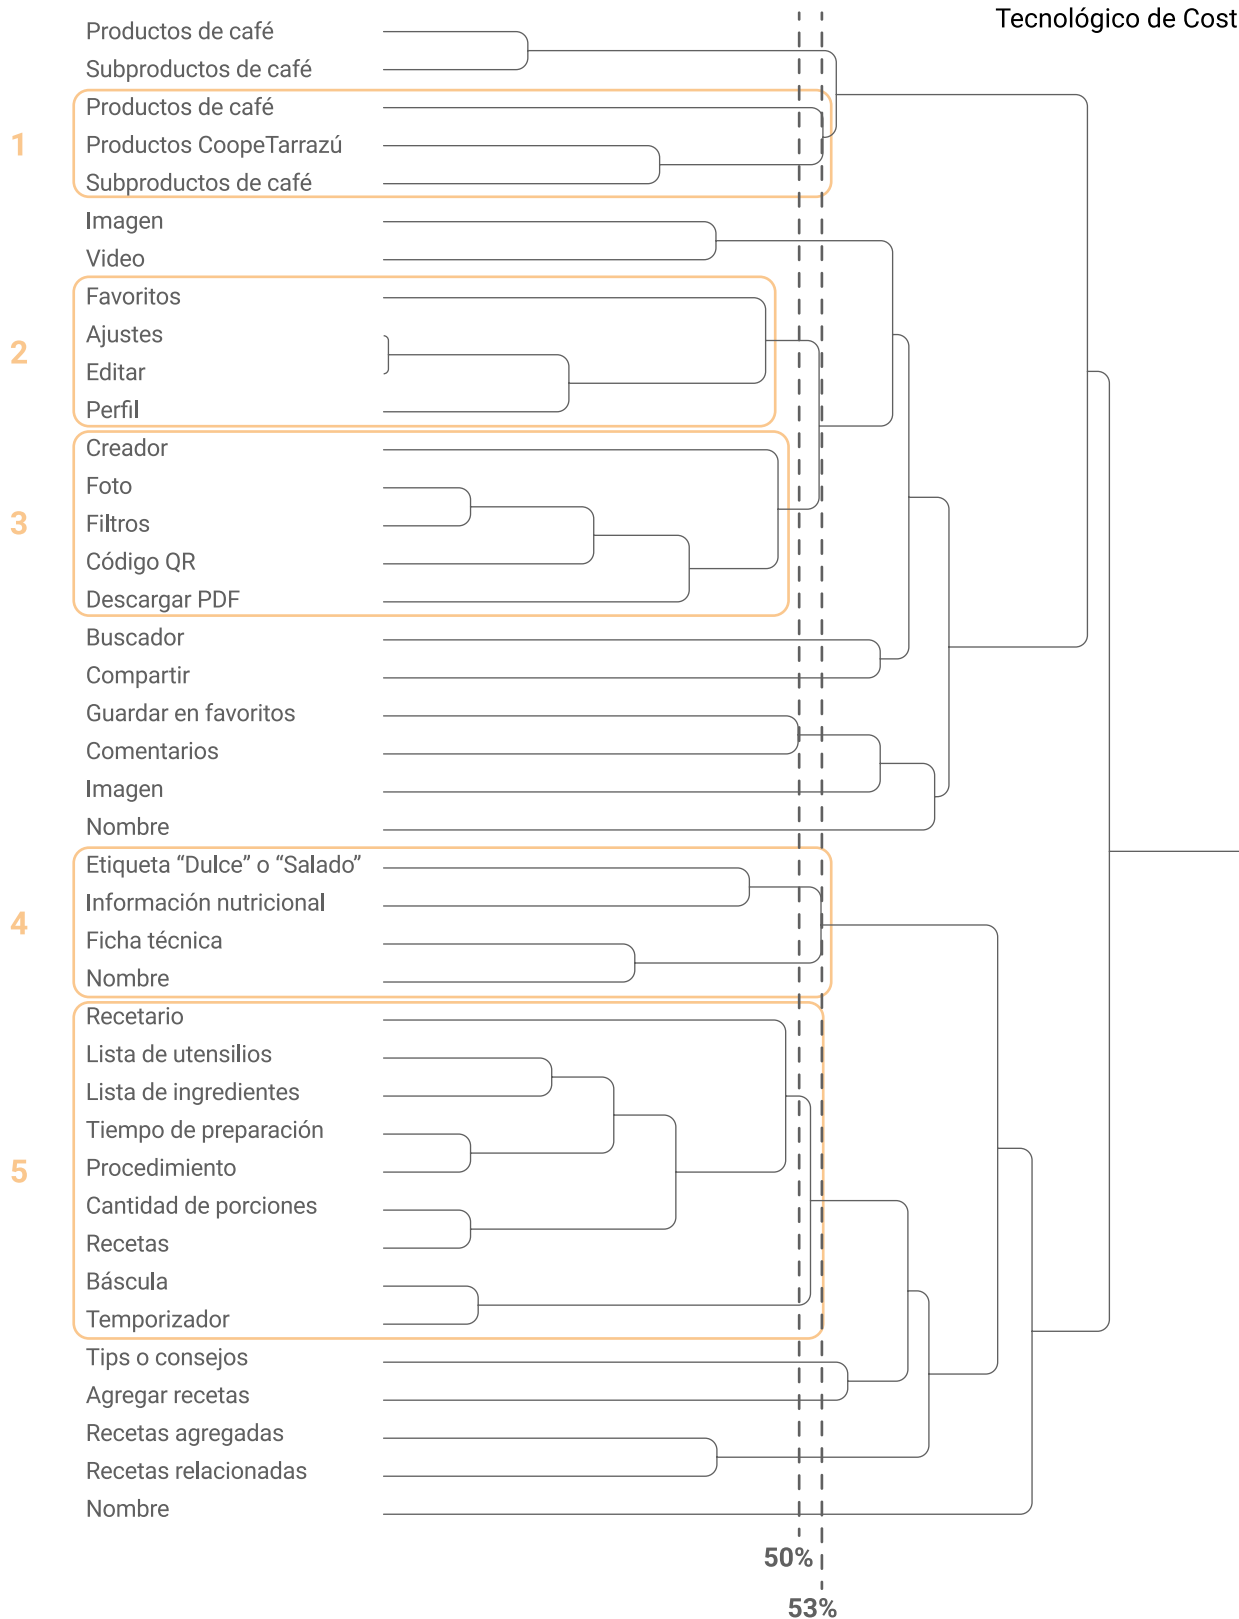 Tecnológico de Cost
Productos de café
Subproductos de café
1
Productos de café
Productos CoopeTarrazú
Subproductos de café
Imagen
Video
2
Favoritos
Ajustes
Editar
Perfil
3
Creador
Foto
Filtros
Código QR
Descargar PDF
Buscador
Compartir
Guardar en favoritos
Comentarios
Imagen
Nombre
4
Etiqueta “Dulce” o “Salado”
Información nutricional
Ficha técnica
Nombre
5
Recetario
Lista de utensilios
Lista de ingredientes
Tiempo de preparación
Procedimiento
Cantidad de porciones
Recetas
Báscula
Temporizador
Tips o consejos
Agregar recetas
Recetas agregadas
Recetas relacionadas
Nombre
50%
53%